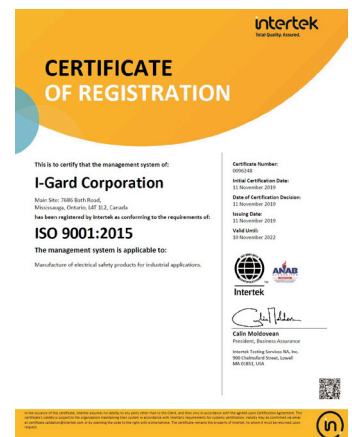 intertek
Total Quality. Assured.
CERTIFICATE
OF REGISTRATION
This is to certify that the management system of:
I-Gard Corporation
Main Site: 7686 Bath Road,
Mississauga, Ontario, L4T 1L2, Canada
has been registered by Intertek as conforming to the requirements of:
ISO 9001:2015
The management system is applicable to:
Manufacture of electrical safety products for industrial applications.
Certificate Number:
0096248
Initial Certification Date:
11 November 2019
Date of Certification Decision:
11 November 2019
Issuing Date:
11 November 2019
Valid Until:
10 November 2022
ANAB
Intertek
Calin Moldovean
President, Business Assurance
Intertek Testing Services NA, Inc.
900 Chelmsford Street, Lowell
MA 01851, USA
in